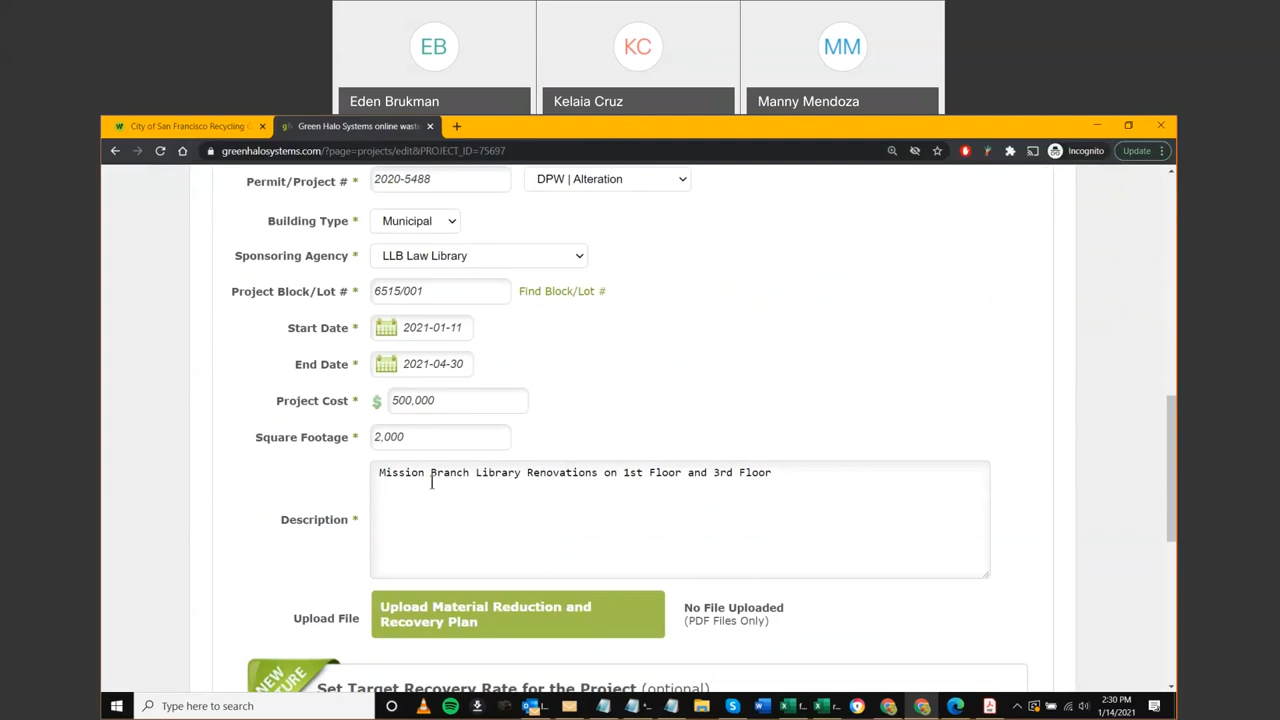 EB
KC
MM
Eden Brukman
Kelaia Cruz
Manny Mendoza
City of San Francisco Recycling
Green Halo Systems online wast
greenhalosystems.com/?page=projects/edit&PROJECT_ID=75697
Incognito
Update
Permit/Project # * 2020-5488 DPW | Alteration
Building Type * Municipal
Sponsoring Agency * LLB Law Library
Project Block/Lot # * 6515/001 Find Block/Lot #
Start Date * 2021-01-11
End Date * 2021-04-30
Project Cost * $ 500,000
Square Footage * 2,000
Mission Branch Library Renovations on 1st Floor and 3rd Floor
Description *
Upload File
Upload Material Reduction and
Recovery Plan
No File Uploaded
(PDF Files Only)
NEW
Set Target Recovery Rate for the Project (optional)
Type here to search
2:30 PM
1/14/2021